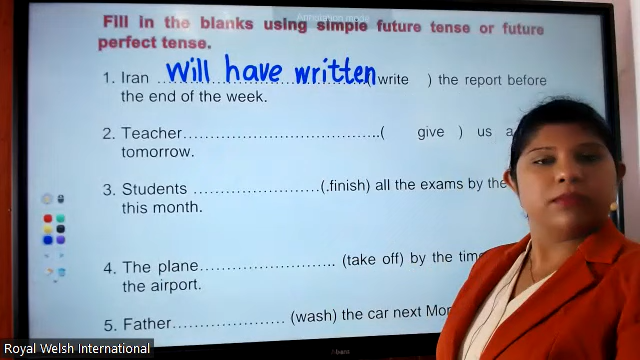 Annotation mode
Fill in the blanks using simple future tense or future
perfect tense.
1. Iran will have written (write ) the report before
the end of the week.
2. Teacher…………………………………..( give ) us a
tomorrow.
3. Students ……………………(.finish) all the exams by the
this month.
4. The plane…………………….. (take off) by the
the airport.
5. Father………………… (wash) the car next
Royal Welsh International